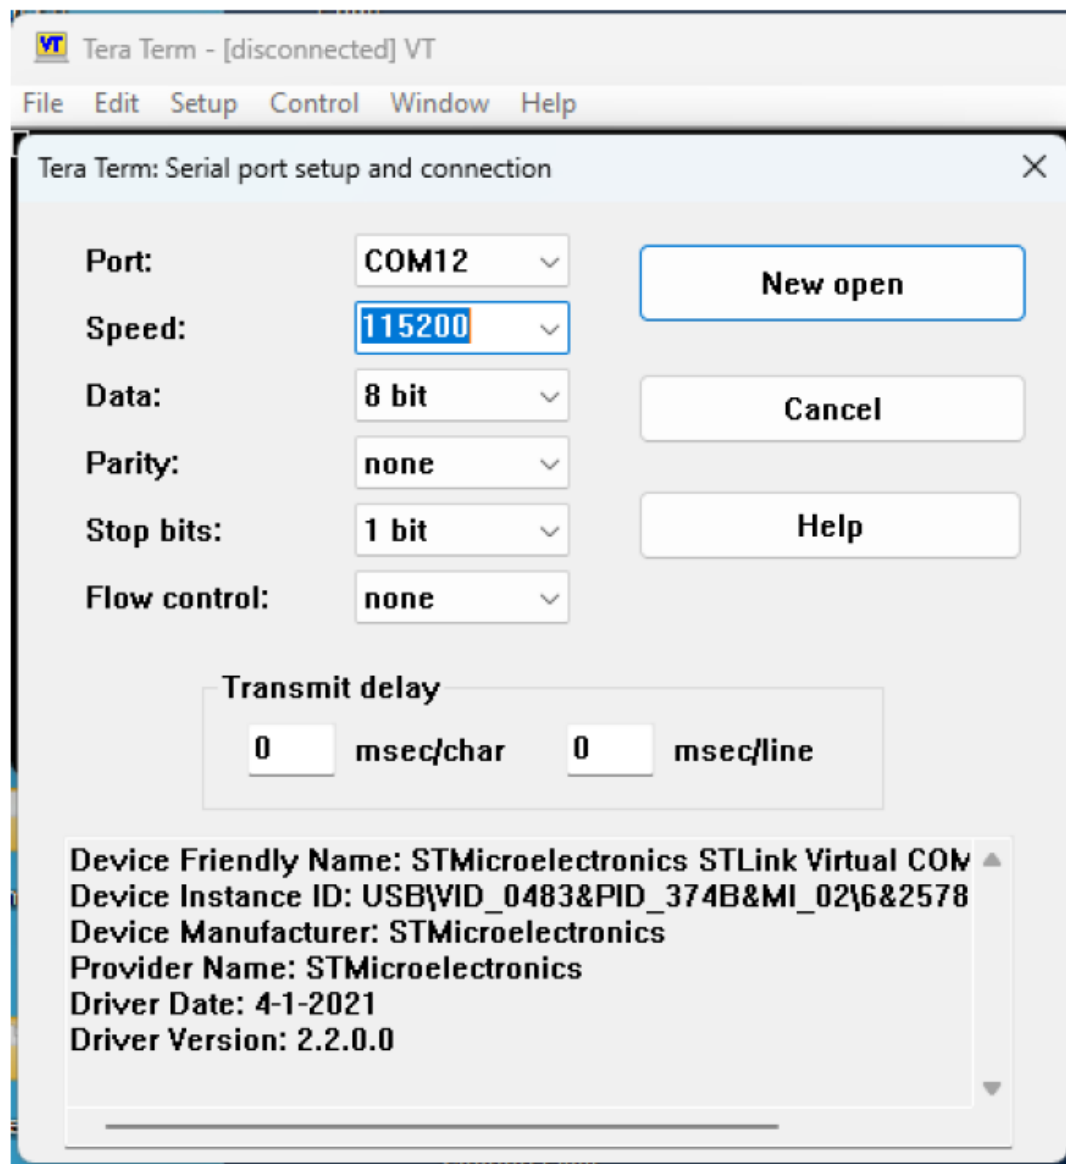 Tera Term - [disconnected] VT
File Edit Setup Control Window Help
Tera Term: Serial port setup and connection
Port: COM12
New open
Speed: 115200
Data: 8 bit
Cancel
Parity: none
Stop bits: 1 bit
Help
Flow control: none
Transmit delay
0 msec/char 0 msec/line
Device Friendly Name: STMicroelectronics STLink Virtual COM
Device Instance ID: USB\VID_0483&PID_374B&MI_02\6&2578
Device Manufacturer: STMicroelectronics
Provider Name: STMicroelectronics
Driver Date: 4-1-2021
Driver Version: 2.2.0.0